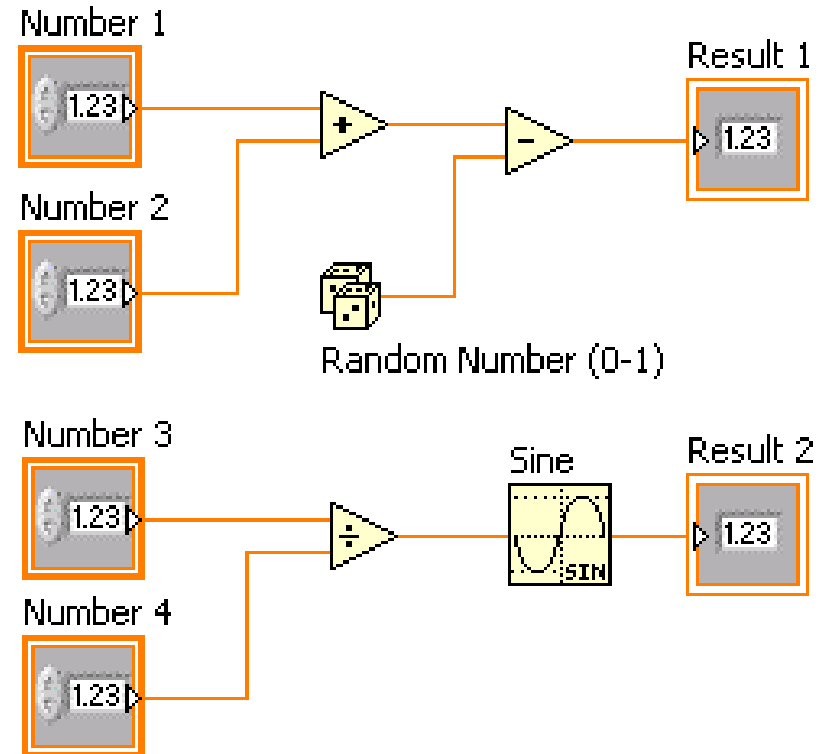 Number 1
1.23
+
-
Result 1
1.23
Number 2
1.23
Random Number (0-1)
Number 3
1.23
÷
Sine
SIN
Result 2
1.23
Number 4
1.23